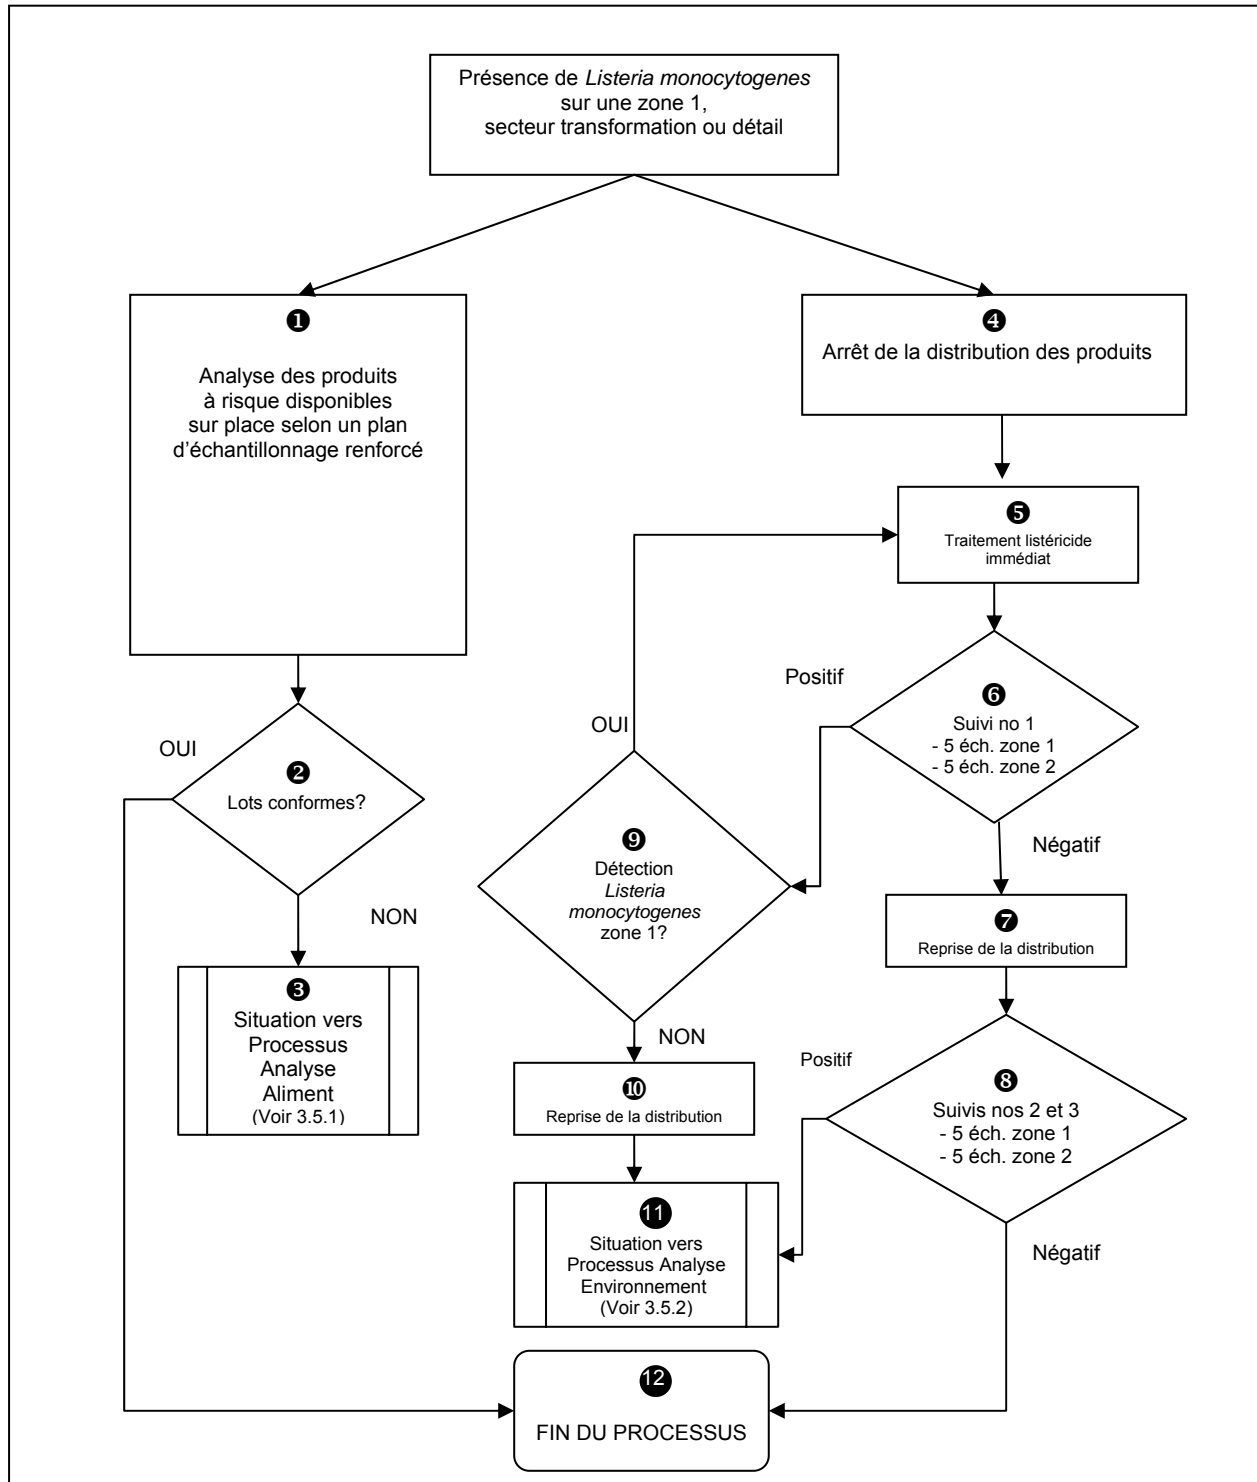 Présence de Listeria monocytogenes
sur une zone 1,
secteur transformation ou détail
❶
Analyse des produits
à risque disponibles
sur place selon un plan
d'échantillonnage renforcé
❹
Arrêt de la distribution des produits
❺
Traitement listéricide
immédiat
Positif
❻
Suivi no 1
- 5 éch. zone 1
- 5 éch. zone 2
OUI
OUI
❷
Lots conformes?
❾
Détection
Listeria
monocytogenes
zone 1?
Négatif
NON
❼
Reprise de la distribution
❸
Situation vers
Processus
Analyse
Aliment
(Voir 3.5.1)
NON
❿
Reprise de la distribution
Positif
❽
Suivis nos 2 et 3
- 5 éch. zone 1
- 5 éch. zone 2
⓫
Situation vers
Processus Analyse
Environnement
(Voir 3.5.2)
Négatif
⓬
FIN DU PROCESSUS